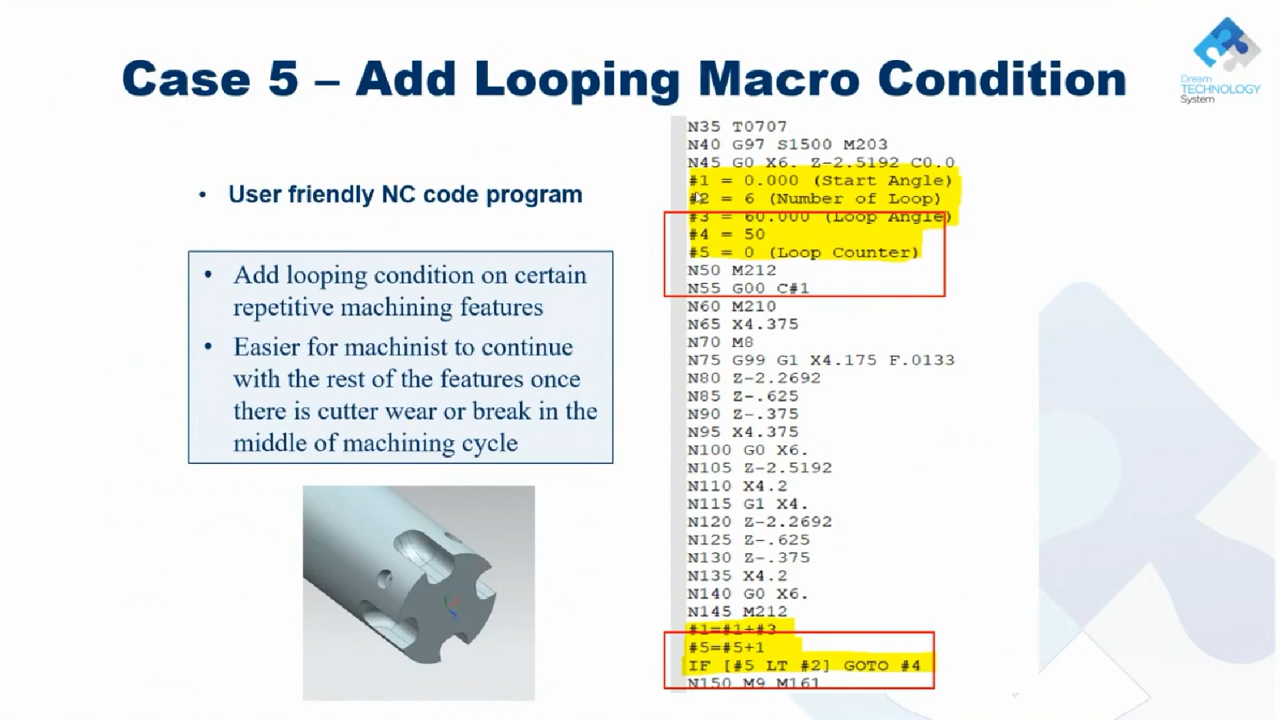 Case 5 – Add Looping Macro Condition
Dream
TECHNOLOGY
System
• User friendly NC code program
• Add looping condition on certain
repetitive machining features
• Easier for machinist to continue
with the rest of the features once
there is cutter wear or break in the
middle of machining cycle
N35 T0707
N40 G97 S1500 M203
N45 G0 X6. Z-2.5192 C0.0
#1 = 0.000 (Start Angle)
#2 = 6 (Number of Loop)
#3 = 60.000 (Loop Angle)
#4 = 50
#5 = 0 (Loop Counter)
N50 M212
N55 G00 C#1
N60 M210
N65 X4.375
N70 M8
N75 G99 G1 X4.175 F.0133
N80 Z-2.2692
N85 Z-.625
N90 Z-.375
N95 X4.375
N100 G0 X6.
N105 Z-2.5192
N110 X4.2
N115 G1 X4.
N120 Z-2.2692
N125 Z-.625
N130 Z-.375
N135 X4.2
N140 G0 X6.
N145 M212
#1=#1+#3
#5=#5+1
IF [#5 LT #2] GOTO #4
N150 M9 M161